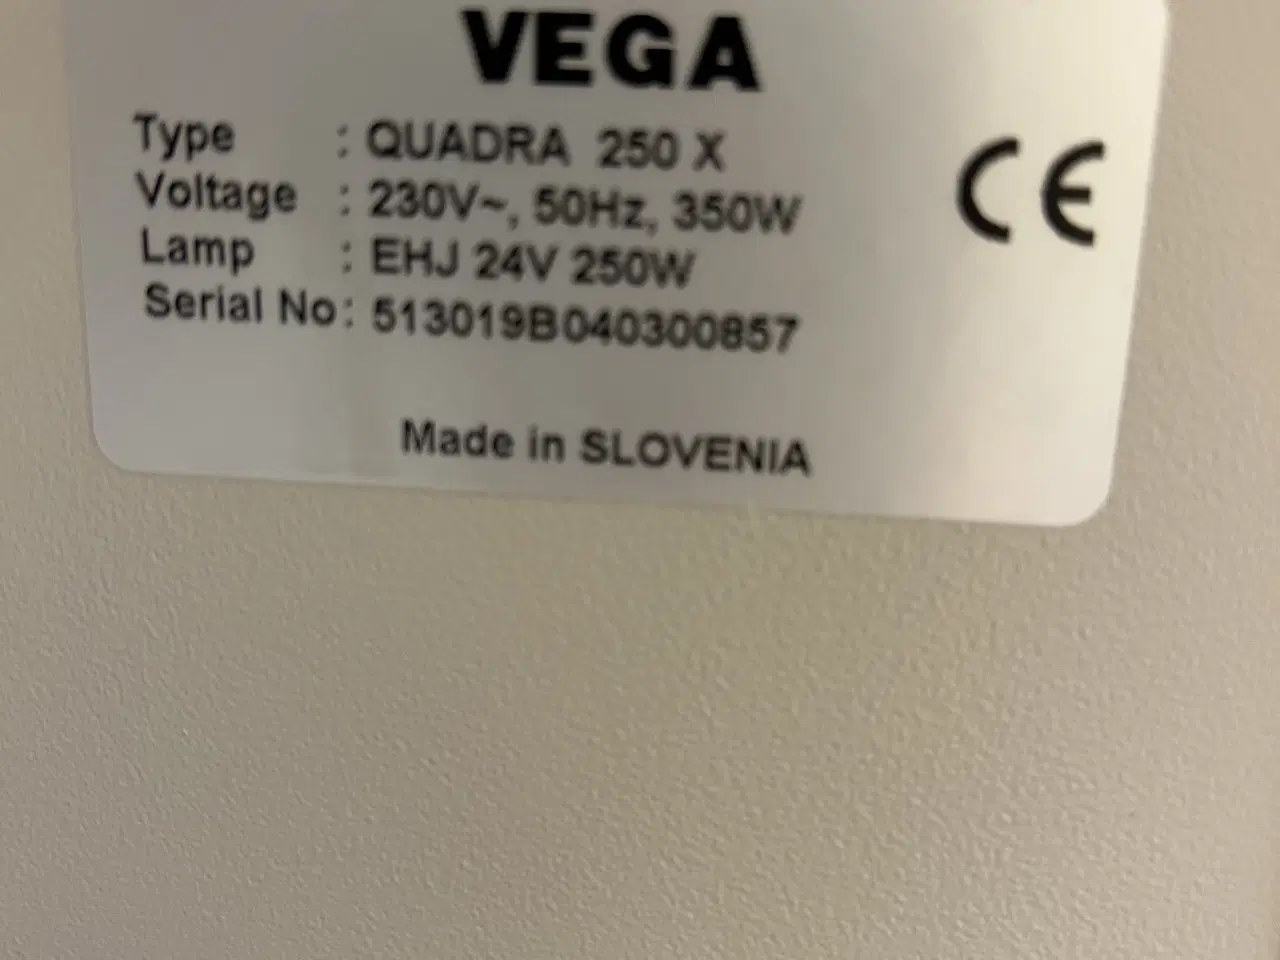 VEGA
Type : QUADRA 250 X
Voltage : 230V~, 50Hz, 350W
Lamp : EHJ 24V 250W
Serial No: 513019B040300857
CE
Made in SLOVENIA